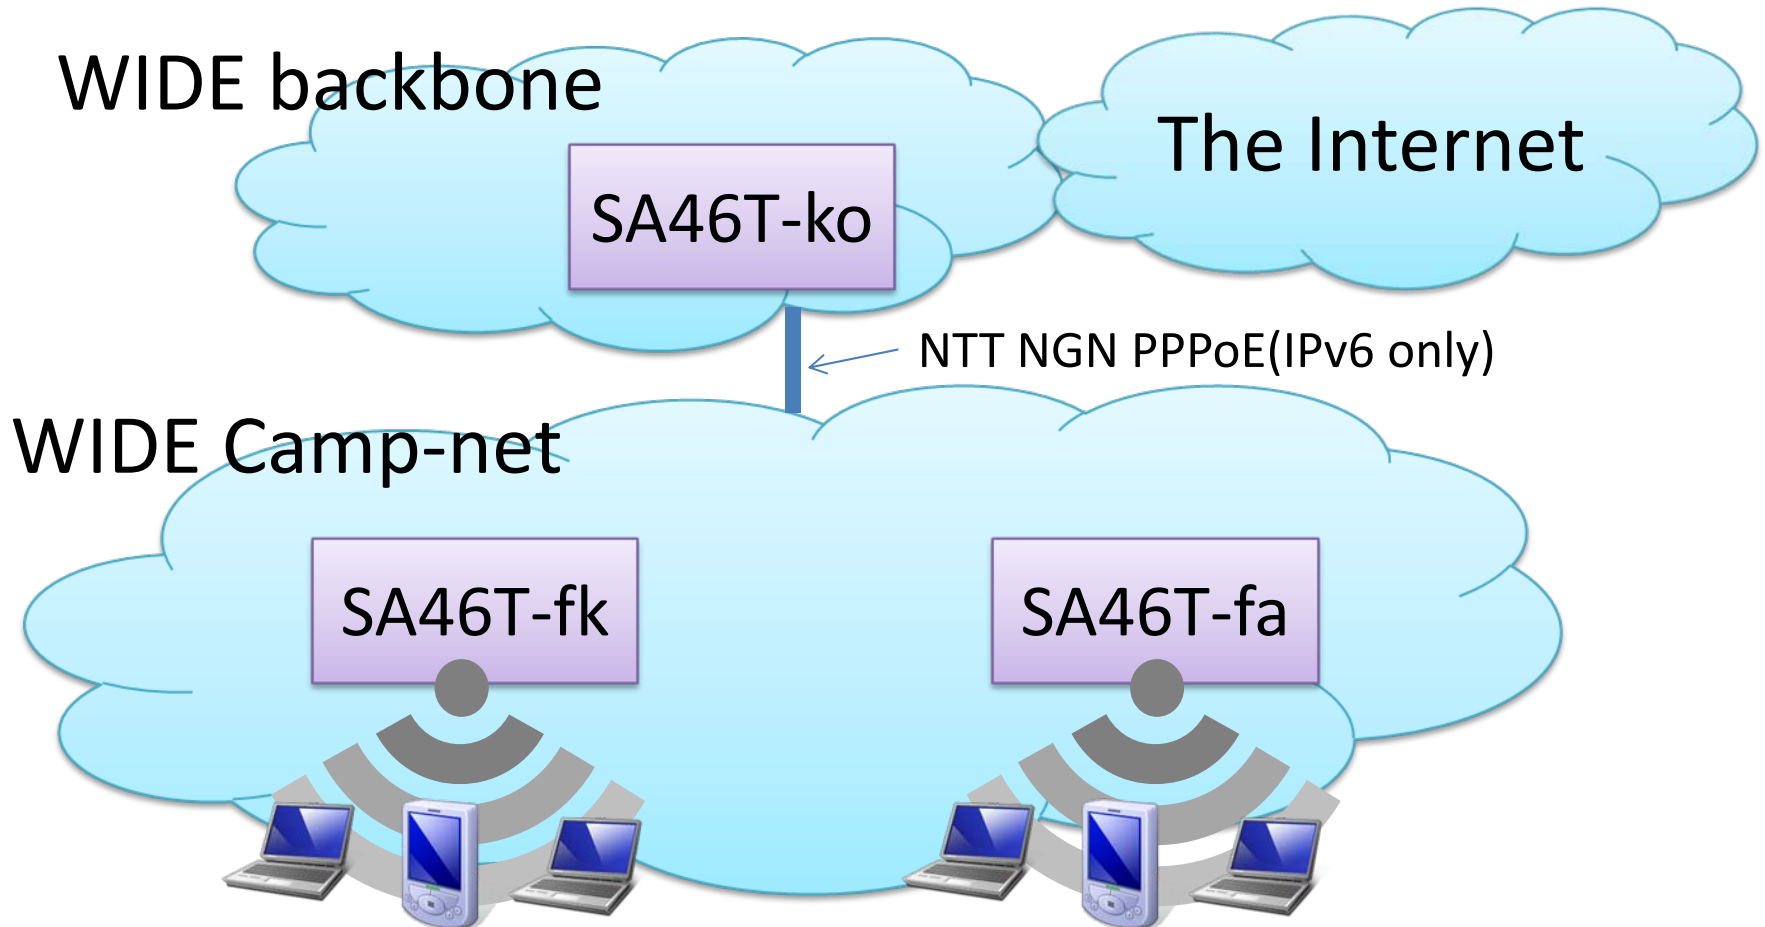 WIDE backbone
The Internet
SA46T-ko
NTT NGN PPPoE(IPv6 only)
WIDE Camp-net
SA46T-fk
SA46T-fa